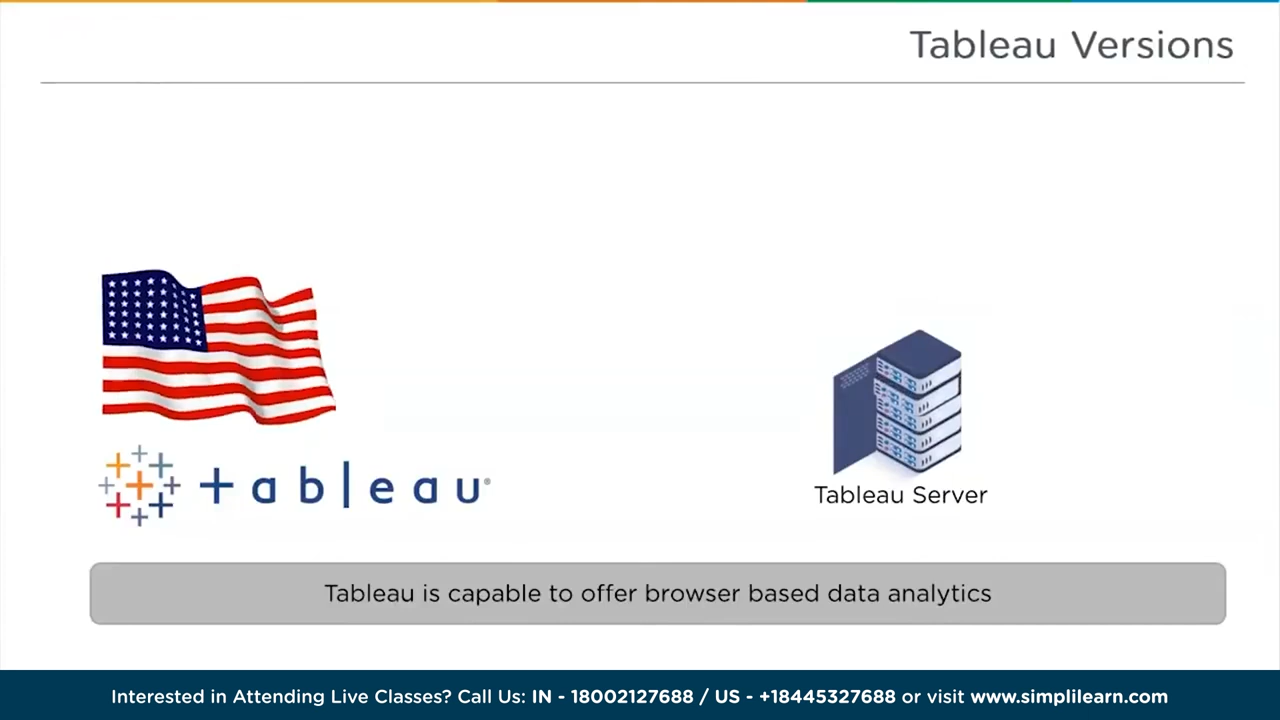 Tableau Versions
+ a b l e a u®
Tableau Server
Tableau is capable to offer browser based data analytics
Interested in Attending Live Classes? Call Us: IN - 18002127688 / US - +18445327688 or visit www.simplilearn.com